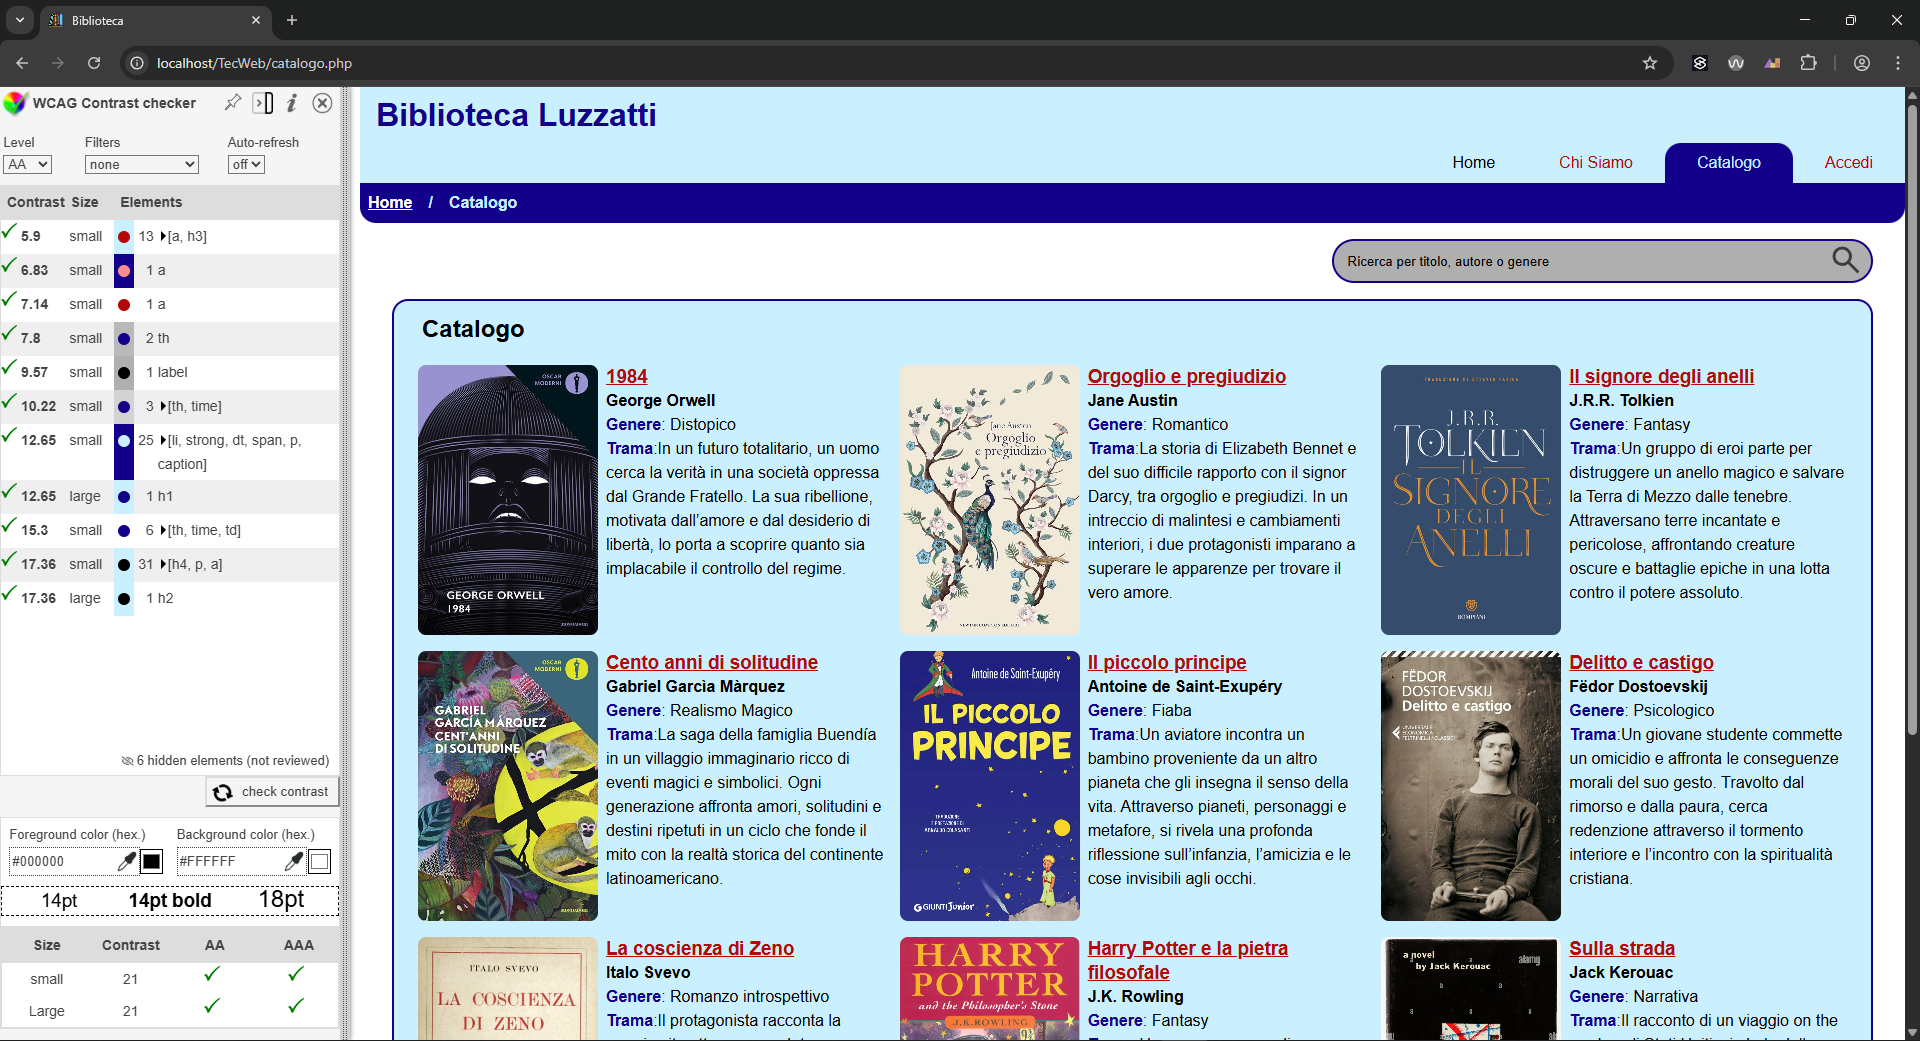 Biblioteca
localhost/TecWeb/catalogo.php
WCAG Contrast checker
Level
Filters
Auto-refresh
AA
none
off
Contrast Size Elements
5.9 small 13 [a, h3]
6.83 small 1 a
7.14 small 1 a
7.8 small 2 th
9.57 small 1 label
10.22 small 3 [th, time]
12.65 small 25 [li, strong, dt, span, p,
caption]
12.65 large 1 h1
15.3 small 6 [th, time, td]
17.36 small 31 [h4, p, a]
17.36 large 1 h2
6 hidden elements (not reviewed)
check contrast
Foreground color (hex.)
Background color (hex.)
#000000
#FFFFFF
14pt 14pt bold 18pt
Size Contrast AA AAA
small 21
Large 21
Biblioteca Luzzatti
Home Chi Siamo Catalogo Accedi
Home / Catalogo
Ricerca per titolo, autore o genere
Catalogo
OSCAR
MODERNI
GEORGE ORWELL
1984
MONDADORI
1984
George Orwell
Genere: Distopico
Trama:In un futuro totalitario, un uomo
cerca la verità in una società oppressa
dal Grande Fratello. La sua ribellione,
motivata dall'amore e dal desiderio di
libertà, lo porta a scoprire quanto sia
implacabile il controllo del regime.
Jane Austen
Orgoglio
e pregiudizio
NEWTON COMPTON EDITORI
Orgoglio e pregiudizio
Jane Austin
Genere: Romantico
Trama:La storia di Elizabeth Bennet e
del suo difficile rapporto con il signor
Darcy, tra orgoglio e pregiudizi. In un
intreccio di malintesi e cambiamenti
interiori, i due protagonisti imparano a
superare le apparenze per trovare il
vero amore.
TRADUZIONE DI OTTAVIO FATICA
J.R.R.
TOLKIEN
IL
SIGNORE
DEGLI
ANELLI
BOMPIANI
Il signore degli anelli
J.R.R. Tolkien
Genere: Fantasy
Trama:Un gruppo di eroi parte per
distruggere un anello magico e salvare
la Terra di Mezzo dalle tenebre.
Attraversano terre incantate e
pericolose, affrontando creature
oscure e battaglie epiche in una lotta
contro il potere assoluto.
OSCAR
MODERNI
GABRIEL
GARCÍA MÁRQUEZ
CENT'ANNI
DI SOLITUDINE
MONDADORI
Cento anni di solitudine
Gabriel Garcìa Màrquez
Genere: Realismo Magico
Trama:La saga della famiglia Buendía
in un villaggio immaginario ricco di
eventi magici e simbolici. Ogni
generazione affronta amori, solitudini e
destini ripetuti in un ciclo che fonde il
mito con la realtà storica del continente
latinoamericano.
Antoine de Saint-Exupéry
IL PICCOLO
PRINCIPE
TRADUZIONE
E PREFAZIONE DI
ARNALDO COLASANTI
GIUNTI Junior
Il piccolo principe
Antoine de Saint-Exupéry
Genere: Fiaba
Trama:Un aviatore incontra un
bambino proveniente da un altro
pianeta che gli insegna il senso della
vita. Attraverso pianeti, personaggi e
metafore, si rivela una profonda
riflessione sull'infanzia, l'amicizia e le
cose invisibili agli occhi.
FËDOR
DOSTOEVSKIJ
Delitto e castigo
UNIVERSALE
ECONOMICA
FELTRINELLI/CLASSICI
Delitto e castigo
Fëdor Dostoevskij
Genere: Psicologico
Trama:Un giovane studente commette
un omicidio e affronta le conseguenze
morali del suo gesto. Travolto dal
rimorso e dalla paura, cerca
redenzione attraverso il tormento
interiore e l'incontro con la spiritualità
cristiana.
ITALO SVEVO
LA COSCIENZA
DI ZENO
La coscienza di Zeno
Italo Svevo
Genere: Romanzo introspettivo
Trama:Il protagonista racconta la
HARRY
POTTER
and the Philosopher's Stone
J.K.ROWLING
Harry Potter e la pietra
filosofale
J.K. Rowling
Genere: Fantasy
a novel
by Jack Kerouac
alamy
a
a
a
a
a
Sulla strada
Jack Kerouac
Genere: Narrativa
Trama:Il racconto di un viaggio on the